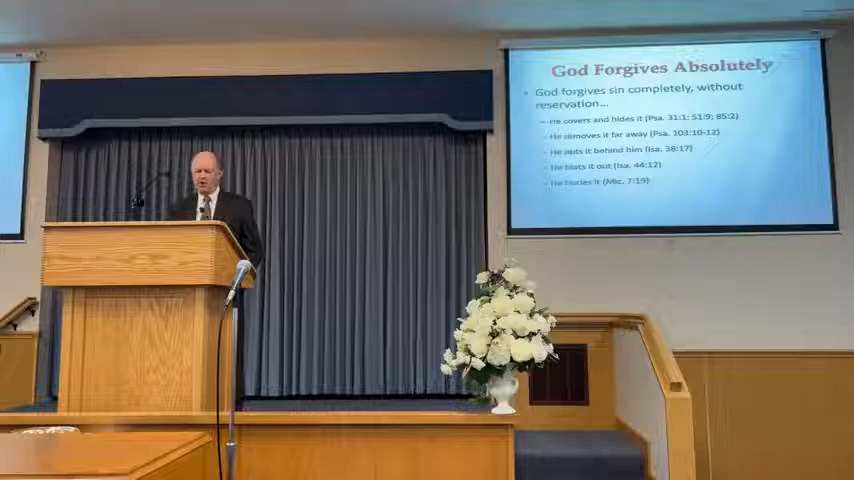 God Forgives Absolutely
• God forgives sin completely, without
reservation…
– He covers and hides it (Psa. 31:1; 51:9; 85:2)
– He removes it far away (Psa. 103:10-12)
– He puts it behind him (Isa. 38:17)
– He blots it out (Isa. 44:12)
– He buries it (Mic. 7:19)